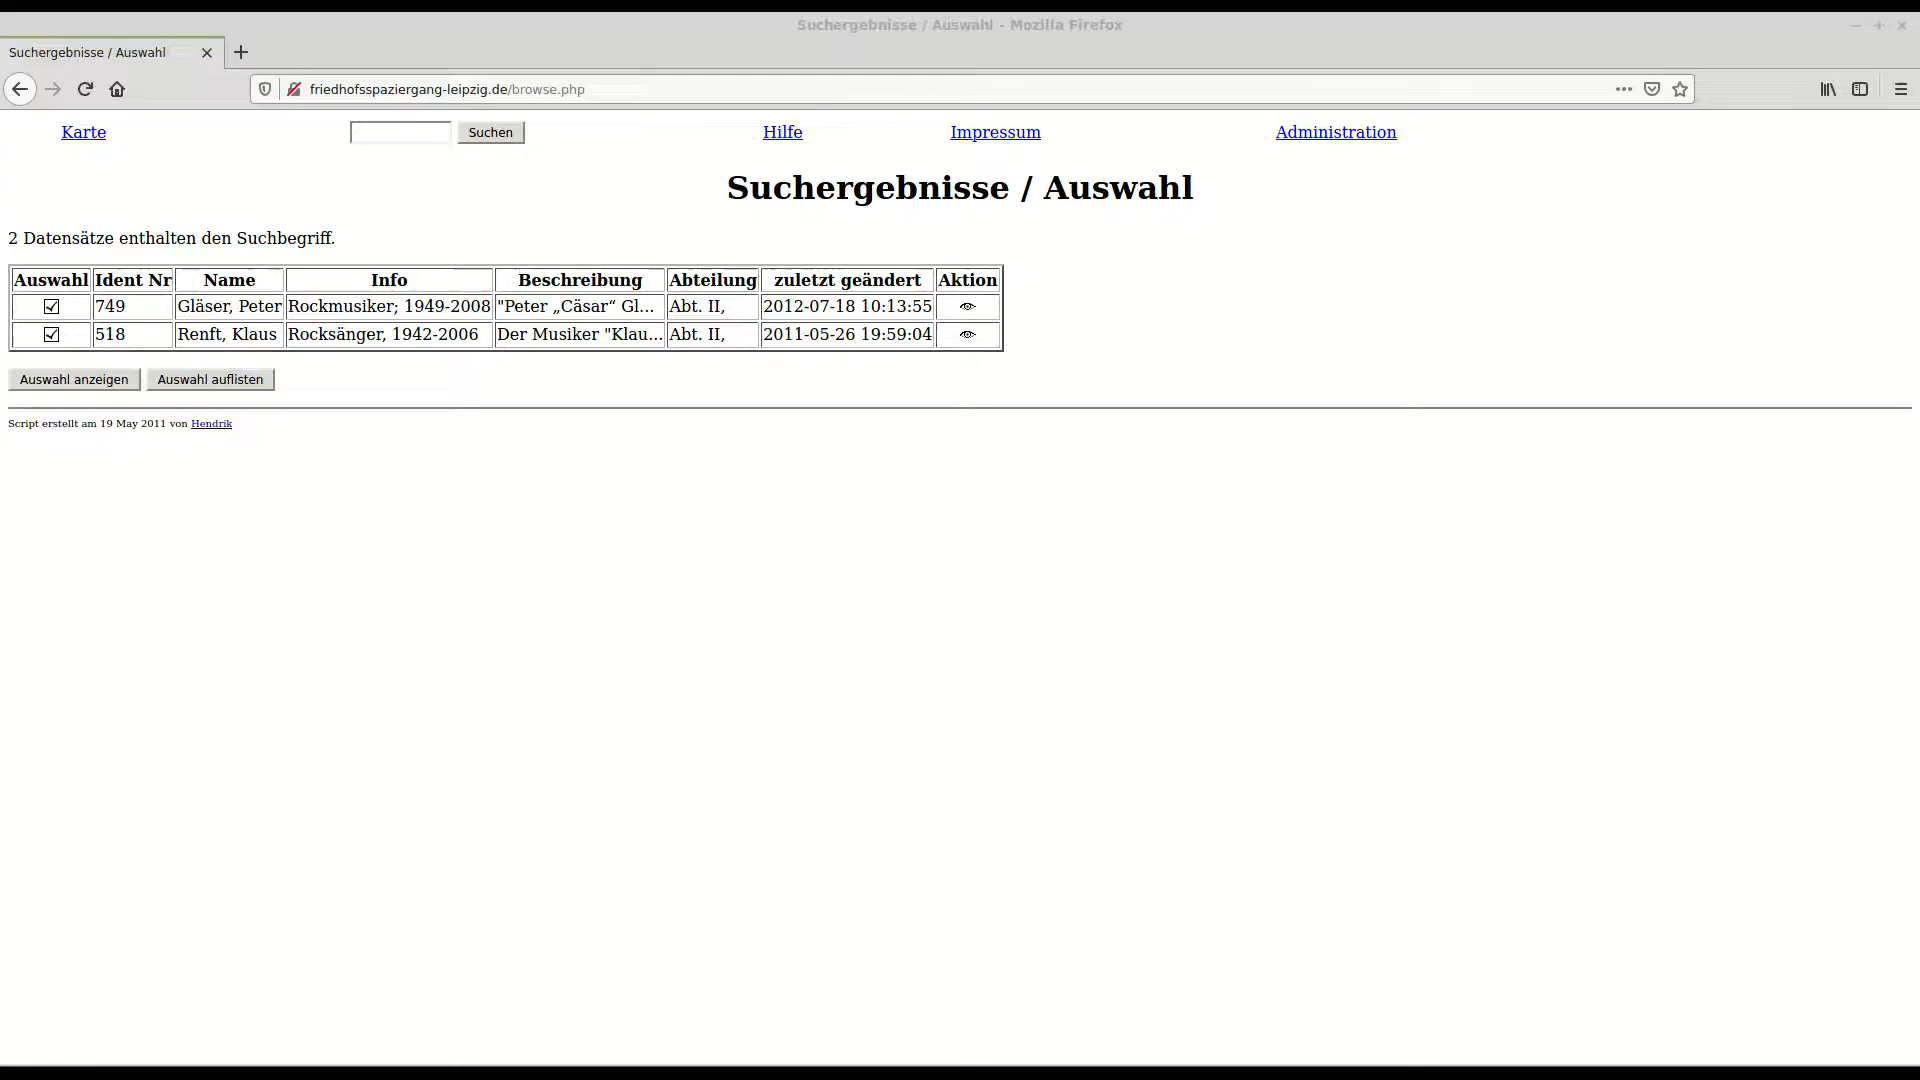 Suchergebnisse / Auswahl - Mozilla Firefox
Suchergebnisse / Auswahl
friedhofsspaziergang-leipzig.de/browse.php
Karte Suchen Hilfe Impressum Administration
Suchergebnisse / Auswahl
2 Datensätze enthalten den Suchbegriff.
Auswahl Ident Nr Name Info Beschreibung Abteilung zuletzt geändert Aktion
749 Gläser, Peter Rockmusiker; 1949-2008 "Peter „Cäsar“ Gl... Abt. II, 2012-07-18 10:13:55
518 Renft, Klaus Rocksänger, 1942-2006 Der Musiker "Klau... Abt. II, 2011-05-26 19:59:04
Auswahl anzeigen Auswahl auflisten
Script erstellt am 19 May 2011 von Hendrik